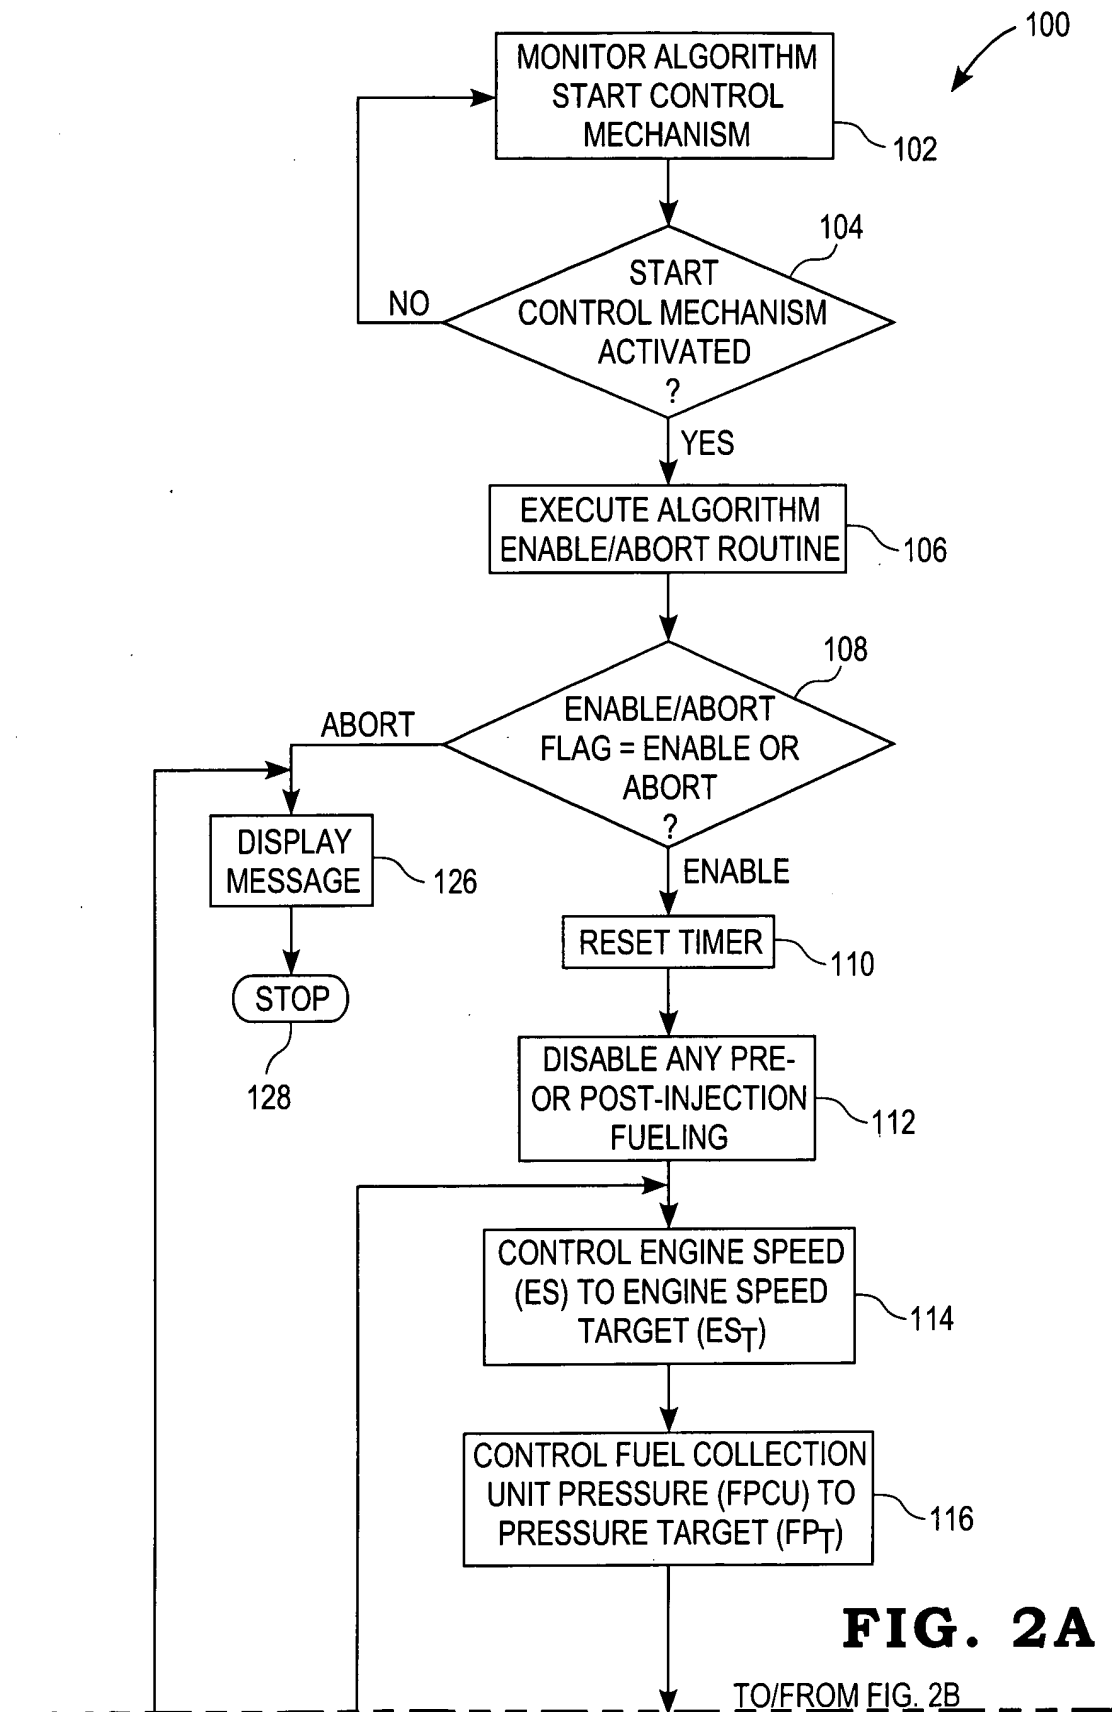 100
MONITOR ALGORITHM
START CONTROL
MECHANISM
102
104
START
CONTROL MECHANISM
ACTIVATED
?
NO
YES
EXECUTE ALGORITHM
ENABLE/ABORT ROUTINE
106
108
ENABLE/ABORT
FLAG = ENABLE OR
ABORT
?
ABORT
DISPLAY
MESSAGE
126
STOP
128
ENABLE
RESET TIMER
110
DISABLE ANY PRE-
OR POST-INJECTION
FUELING
112
CONTROL ENGINE SPEED
(ES) TO ENGINE SPEED
TARGET (EST)
114
CONTROL FUEL COLLECTION
UNIT PRESSURE (FPCU) TO
PRESSURE TARGET (FPT)
116
FIG. 2A
TO/FROM FIG. 2B